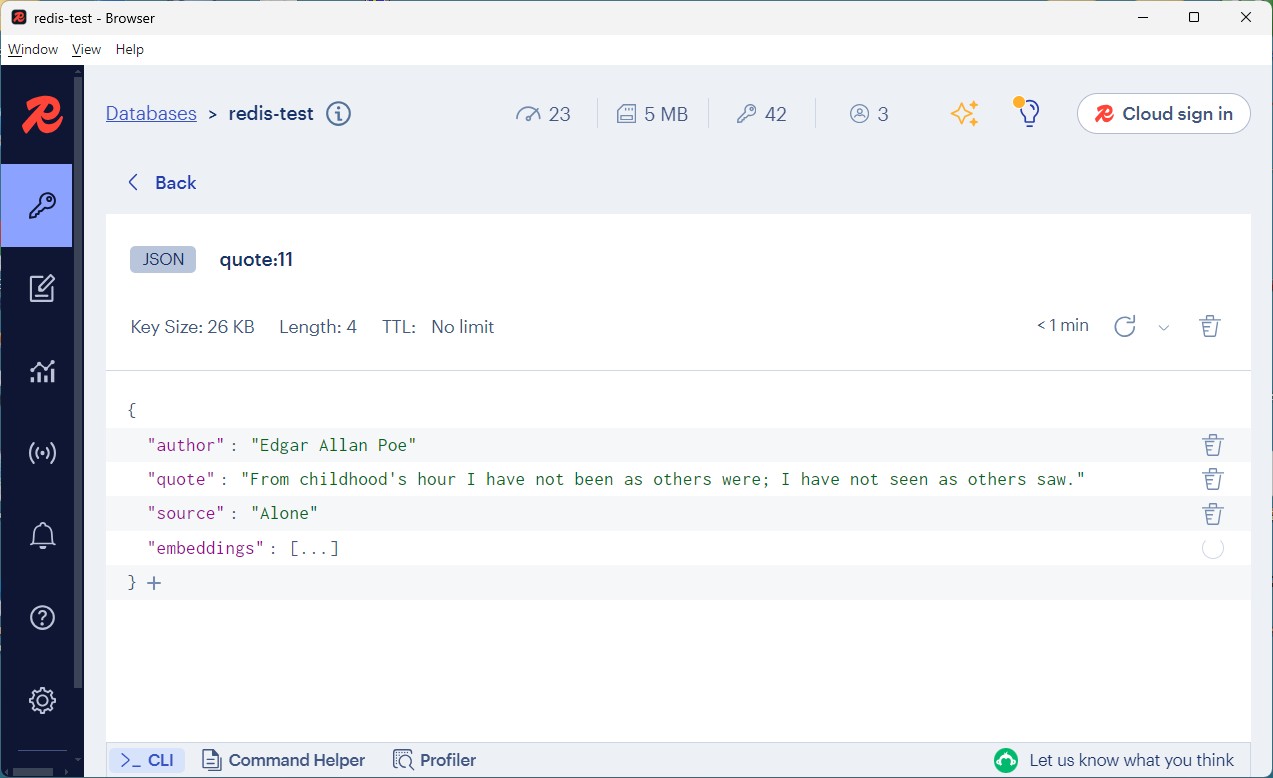 redis-test - Browser
Window View Help
Databases > redis-test 23 5 MB 42 3 Cloud sign in
Back
JSON quote:11
Key Size: 26 KB Length: 4 TTL: No limit < 1 min
{
"author" : "Edgar Allan Poe"
"quote" : "From childhood's hour I have not been as others were; I have not seen as others saw."
"source" : "Alone"
"embeddings" : [...]
} +
>_ CLI Command Helper Profiler Let us know what you think